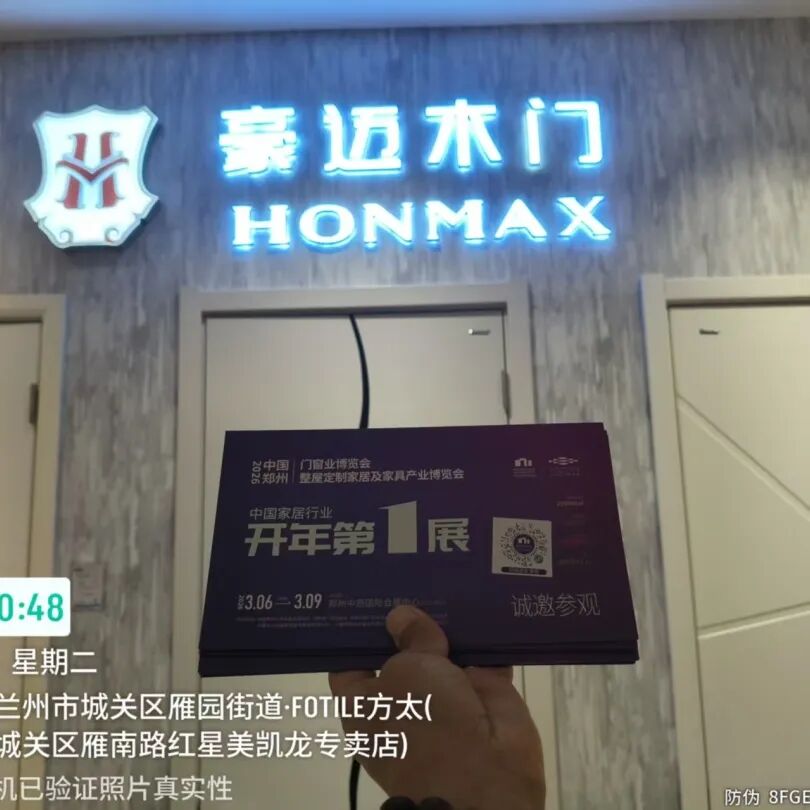 豪迈木门
HONMAX
2026
中国
郑州
门窗业博览会
整屋定制家居及家具产业博览会
中国家居行业
开年第1展
3.06—3.09
诚邀参观
0:48
星期二
兰州市城关区雁园街道·FOTILE方太(
城关区雁南路红星美凯龙专卖店)
机已验证照片真实性
防伪 8FGE